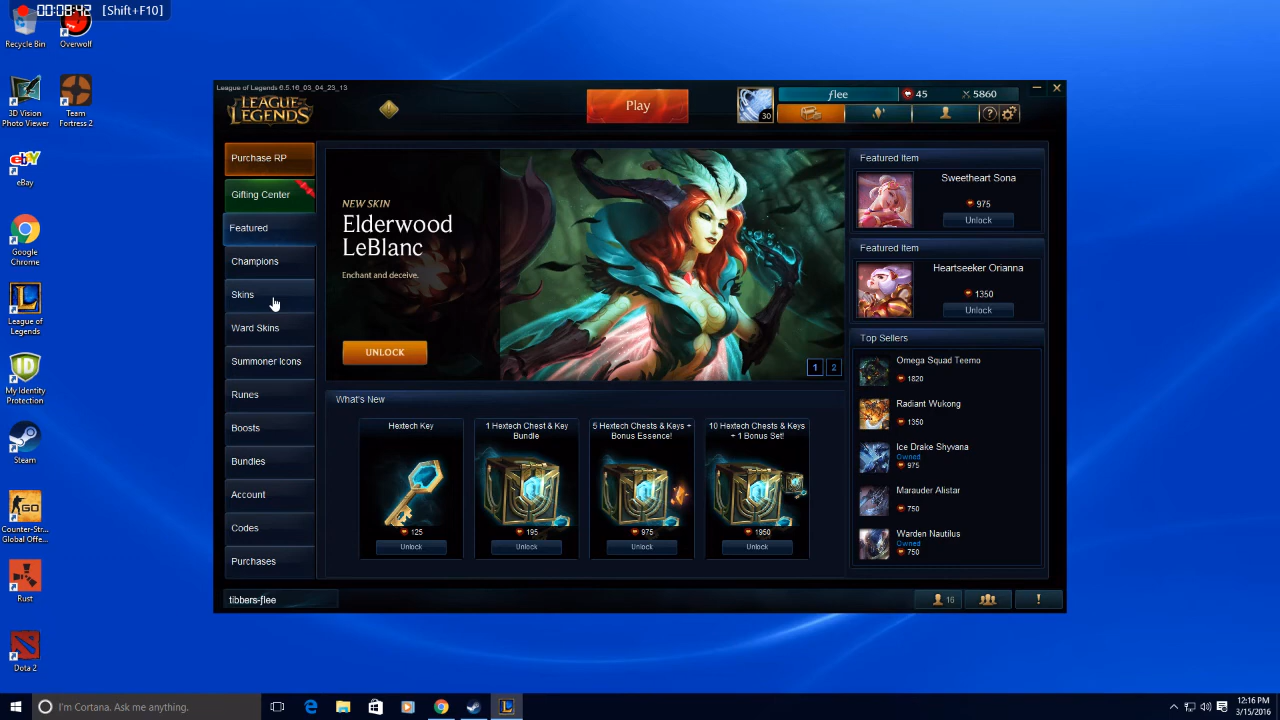 00:08:42 [Shift+F10]
Recycle Bin
Overwolf
3D Vision
Photo Viewer
Team
Fortress 2
ebY
eBay
Google
Chrome
League of
Legends
ID
My Identity
Protection
Steam
GO
Counter-Str...
Global Offe...
Rust
Dota 2
League of Legends 6.5.16_03_04_23_13
LEAGUE OF
LEGENDS
Play
30
ƒlee
45
5860
?
Purchase RP
Gifting Center
Featured
Champions
Skins
Ward Skins
Summoner Icons
Runes
Boosts
Bundles
Account
Codes
Purchases
NEW SKIN
Elderwood
LeBlanc
Enchant and deceive.
UNLOCK
1 2
What's New
Hextech Key
125
Unlock
1 Hextech Chest & Key
Bundle
195
Unlock
5 Hextech Chests & Keys +
Bonus Essence!
975
Unlock
10 Hextech Chests & Keys
+ 1 Bonus Set!
1950
Unlock
Featured Item
Sweetheart Sona
975
Unlock
Featured Item
Heartseeker Orianna
1350
Unlock
Top Sellers
Omega Squad Teemo
1820
Radiant Wukong
1350
Ice Drake Shyvana
Owned
975
Marauder Alistar
750
Warden Nautilus
Owned
750
tibbers-ƒlee
16
!
I'm Cortana. Ask me anything.
12:16 PM
3/15/2016